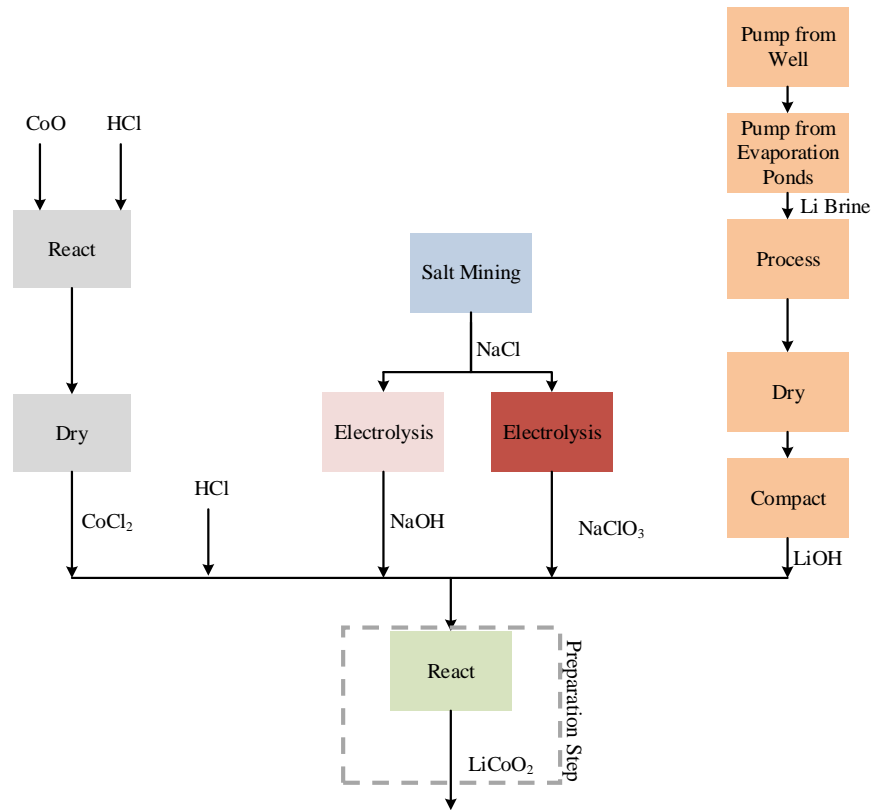 Pump from
Well
CoO
HCl
Pump from
Evaporation
Ponds
Li Brine
React
Salt Mining
Process
NaCl
Dry
Electrolysis
Electrolysis
Dry
HCl
Compact
CoCl₂
NaOH
NaClO₃
LiOH
React
Preparation Step
LiCoO₂